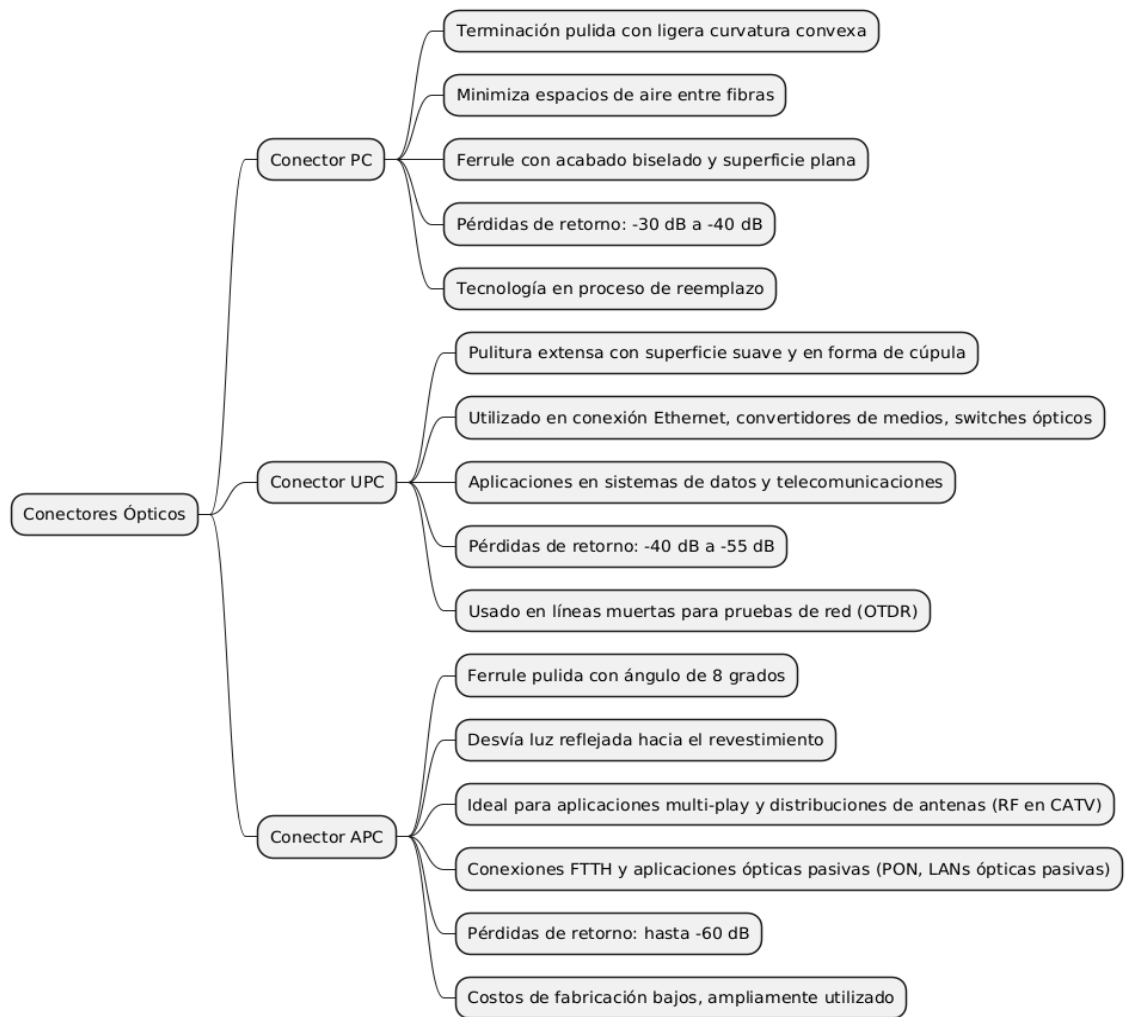 Conectores Ópticos
Conector PC
Terminación pulida con ligera curvatura convexa
Minimiza espacios de aire entre fibras
Ferrule con acabado biselado y superficie plana
Pérdidas de retorno: -30 dB a -40 dB
Tecnología en proceso de reemplazo
Conector UPC
Pulitura extensa con superficie suave y en forma de cúpula
Utilizado en conexión Ethernet, convertidores de medios, switches ópticos
Aplicaciones en sistemas de datos y telecomunicaciones
Pérdidas de retorno: -40 dB a -55 dB
Usado en líneas muertas para pruebas de red (OTDR)
Conector APC
Ferrule pulida con ángulo de 8 grados
Desvía luz reflejada hacia el revestimiento
Ideal para aplicaciones multi-play y distribuciones de antenas (RF en CATV)
Conexiones FTTH y aplicaciones ópticas pasivas (PON, LANs ópticas pasivas)
Pérdidas de retorno: hasta -60 dB
Costos de fabricación bajos, ampliamente utilizado